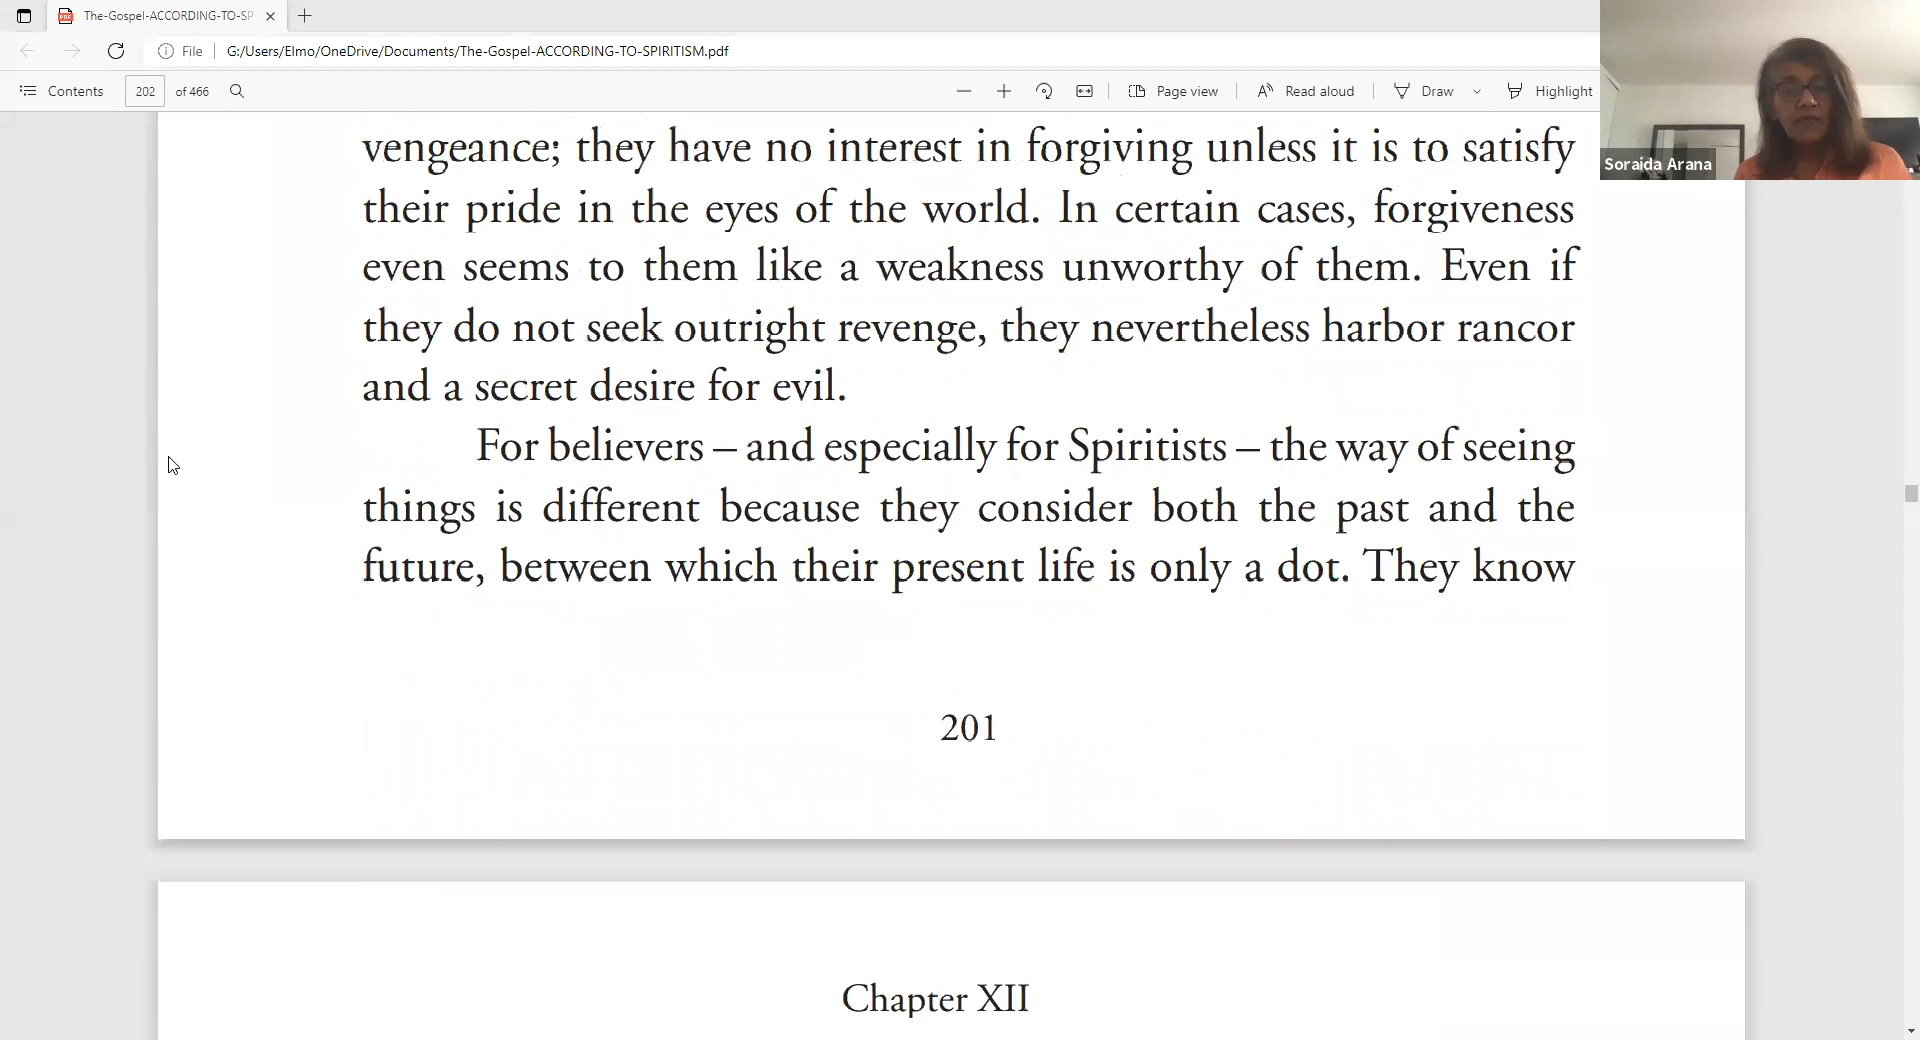 The-Gospel-ACCORDING-TO-SP
File
G:/Users/Elmo/OneDrive/Documents/The-Gospel-ACCORDING-TO-SPIRITISM.pdf
Contents
202
of 466
Page view
Read aloud
Draw
Highlight
Soraida Arana
vengeance; they have no interest in forgiving unless it is to satisfy
their pride in the eyes of the world. In certain cases, forgiveness
even seems to them like a weakness unworthy of them. Even if
they do not seek outright revenge, they nevertheless harbor rancor
and a secret desire for evil.
For believers – and especially for Spiritists – the way of seeing
things is different because they consider both the past and the
future, between which their present life is only a dot. They know
201
Chapter XII